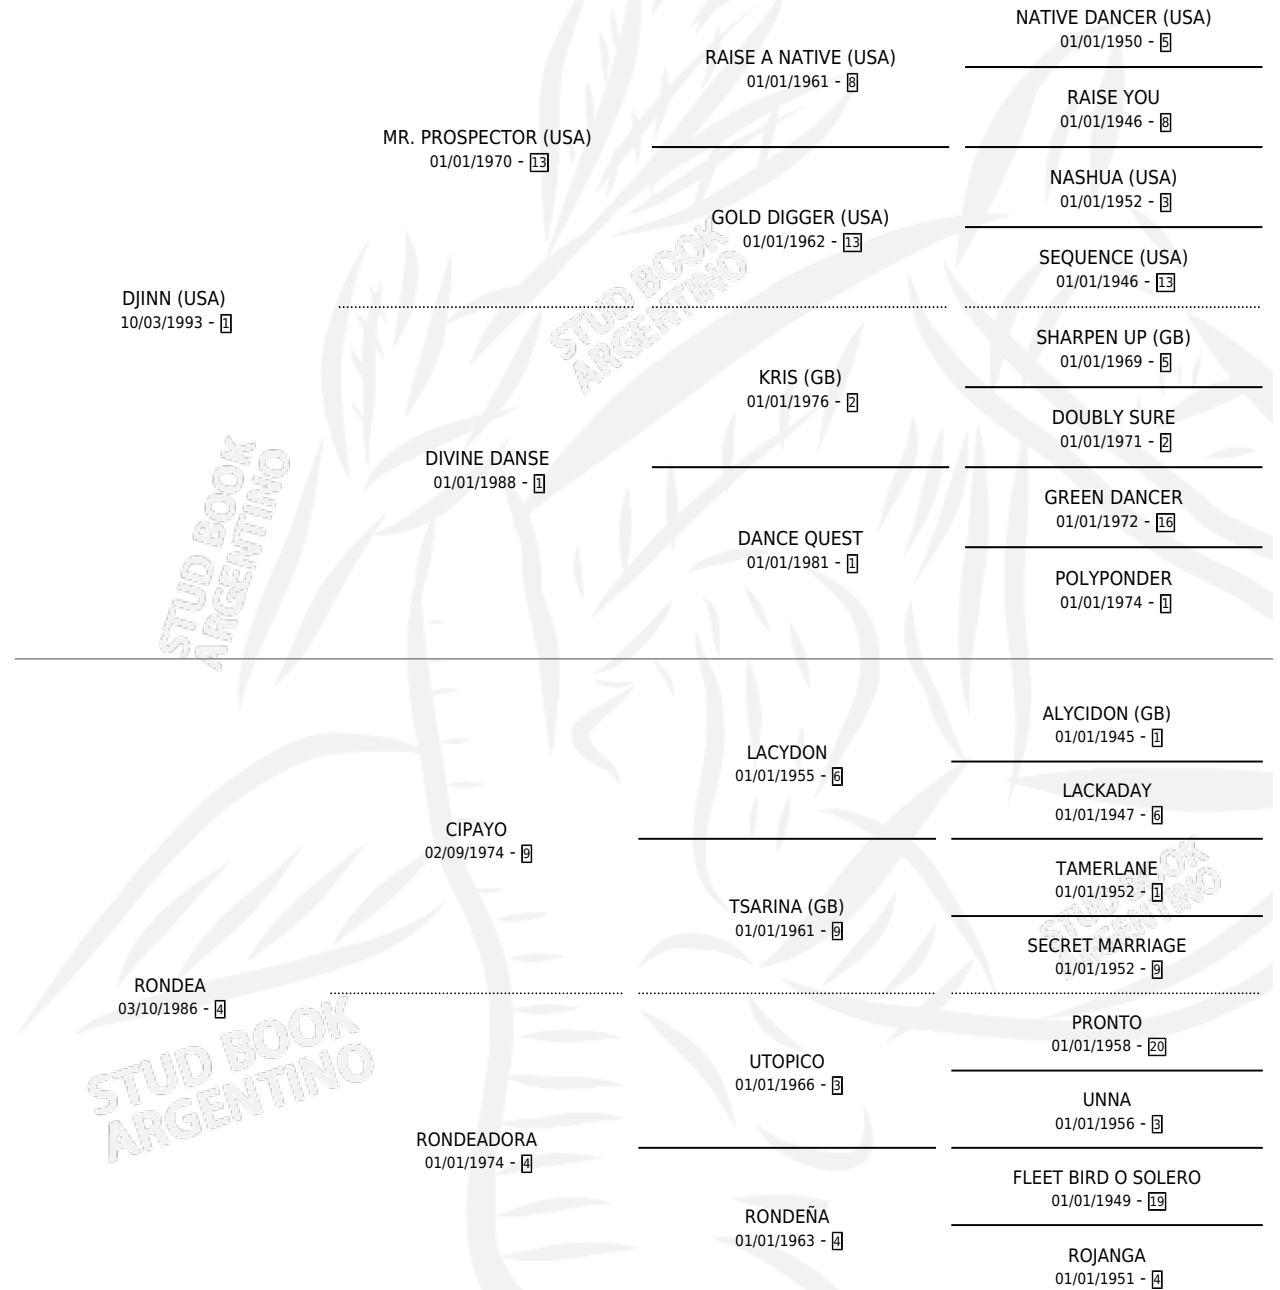 NATIVE DANCER (USA)
01/01/1950 - 5
RAISE A NATIVE (USA)
01/01/1961 - 8
RAISE YOU
01/01/1946 - 8
MR. PROSPECTOR (USA)
01/01/1970 - 13
NASHUA (USA)
01/01/1952 - 3
GOLD DIGGER (USA)
01/01/1962 - 13
SEQUENCE (USA)
01/01/1946 - 13
DJINN (USA)
10/03/1993 - 1
SHARPEN UP (GB)
01/01/1969 - 5
KRIS (GB)
01/01/1976 - 2
DOUBLY SURE
01/01/1971 - 2
DIVINE DANSE
01/01/1988 - 1
GREEN DANCER
01/01/1972 - 16
DANCE QUEST
01/01/1981 - 1
POLYPONDER
01/01/1974 - 1
ALYCIDON (GB)
01/01/1945 - 1
LACYDON
01/01/1955 - 6
LACKADAY
01/01/1947 - 6
CIPAYO
02/09/1974 - 9
TAMERLANE
01/01/1952 - 1
TSARINA (GB)
01/01/1961 - 9
SECRET MARRIAGE
01/01/1952 - 9
RONDEA
03/10/1986 - 4
PRONTO
01/01/1958 - 20
UTOPICO
01/01/1966 - 3
UNNA
01/01/1956 - 3
RONDEADORA
01/01/1974 - 4
FLEET BIRD O SOLERO
01/01/1949 - 19
RONDEÑA
01/01/1963 - 4
ROJANGA
01/01/1951 - 4
STUD BOOK
ARGENTINO
STUD BOOK
ARGENTINO
STUD BOOK
ARGENTINO
STUD BOOK
ARGENTINO